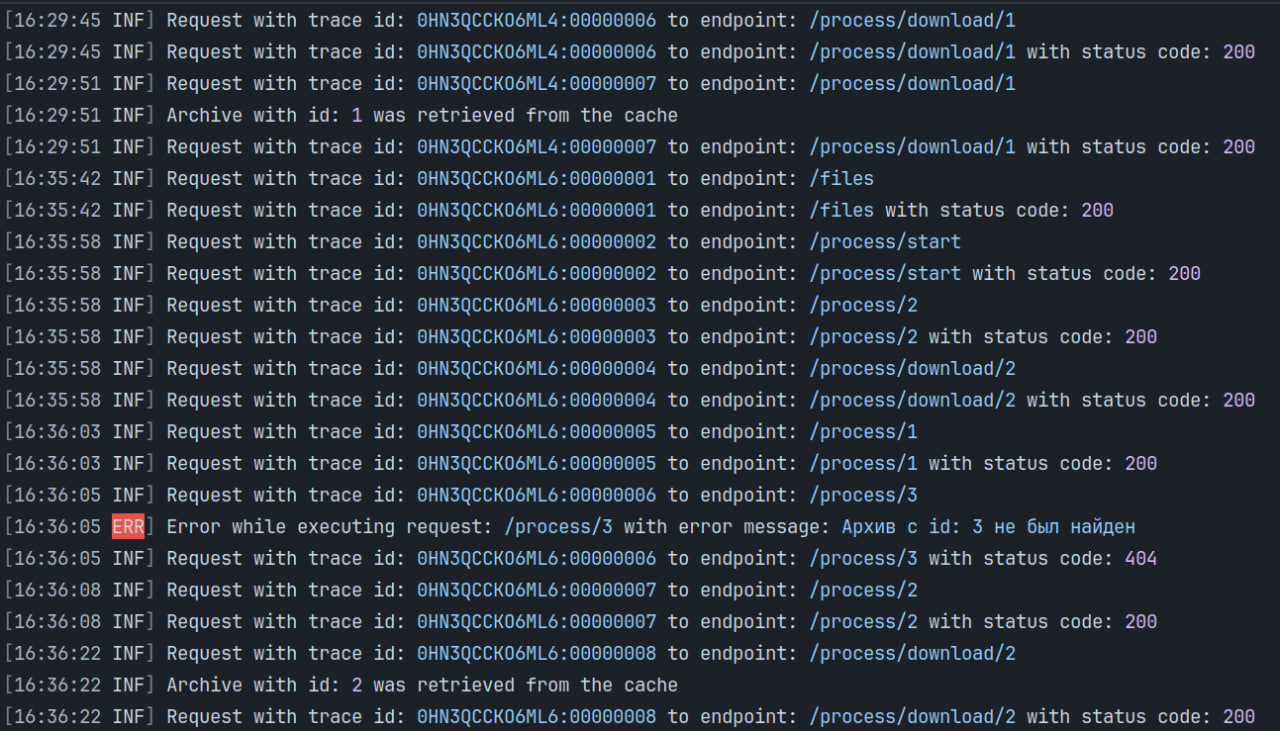 [16:29:45 INF] Request with trace id: 0HN3QCCKO6ML4:00000006 to endpoint: /process/download/1
[16:29:45 INF] Request with trace id: 0HN3QCCKO6ML4:00000006 to endpoint: /process/download/1 with status code: 200
[16:29:51 INF] Request with trace id: 0HN3QCCKO6ML4:00000007 to endpoint: /process/download/1
[16:29:51 INF] Archive with id: 1 was retrieved from the cache
[16:29:51 INF] Request with trace id: 0HN3QCCKO6ML4:00000007 to endpoint: /process/download/1 with status code: 200
[16:35:42 INF] Request with trace id: 0HN3QCCKO6ML6:00000001 to endpoint: /files
[16:35:42 INF] Request with trace id: 0HN3QCCKO6ML6:00000001 to endpoint: /files with status code: 200
[16:35:58 INF] Request with trace id: 0HN3QCCKO6ML6:00000002 to endpoint: /process/start
[16:35:58 INF] Request with trace id: 0HN3QCCKO6ML6:00000002 to endpoint: /process/start with status code: 200
[16:35:58 INF] Request with trace id: 0HN3QCCKO6ML6:00000003 to endpoint: /process/2
[16:35:58 INF] Request with trace id: 0HN3QCCKO6ML6:00000003 to endpoint: /process/2 with status code: 200
[16:35:58 INF] Request with trace id: 0HN3QCCKO6ML6:00000004 to endpoint: /process/download/2
[16:35:58 INF] Request with trace id: 0HN3QCCKO6ML6:00000004 to endpoint: /process/download/2 with status code: 200
[16:36:03 INF] Request with trace id: 0HN3QCCKO6ML6:00000005 to endpoint: /process/1
[16:36:03 INF] Request with trace id: 0HN3QCCKO6ML6:00000005 to endpoint: /process/1 with status code: 200
[16:36:05 INF] Request with trace id: 0HN3QCCKO6ML6:00000006 to endpoint: /process/3
[16:36:05 ERR] Error while executing request: /process/3 with error message: Архив с id: 3 не был найден
[16:36:05 INF] Request with trace id: 0HN3QCCKO6ML6:00000006 to endpoint: /process/3 with status code: 404
[16:36:08 INF] Request with trace id: 0HN3QCCKO6ML6:00000007 to endpoint: /process/2
[16:36:08 INF] Request with trace id: 0HN3QCCKO6ML6:00000007 to endpoint: /process/2 with status code: 200
[16:36:22 INF] Request with trace id: 0HN3QCCKO6ML6:00000008 to endpoint: /process/download/2
[16:36:22 INF] Archive with id: 2 was retrieved from the cache
[16:36:22 INF] Request with trace id: 0HN3QCCKO6ML6:00000008 to endpoint: /process/download/2 with status code: 200